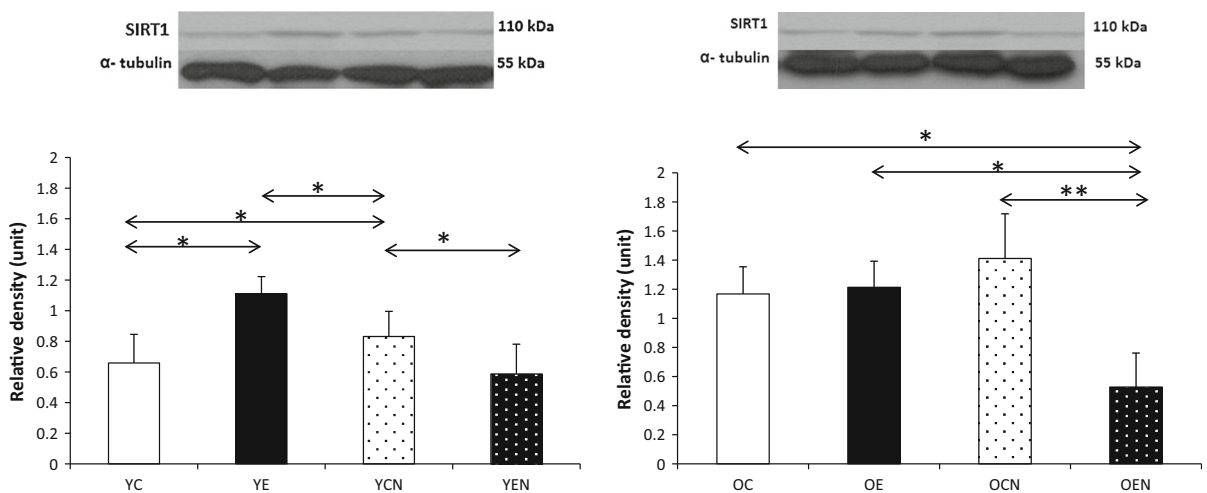 SIRT1
110 kDa
α- tubulin
55 kDa
Relative density (unit)
2
1.8
1.6
1.4
1.2
1
0.8
0.6
0.4
0.2
0
*
*
*
*
YC YE YCN YEN
SIRT1
110 kDa
α- tubulin
55 kDa
Relative density (unit)
2
1.8
1.6
1.4
1.2
1
0.8
0.6
0.4
0.2
0
*
*
**
OC OE OCN OEN